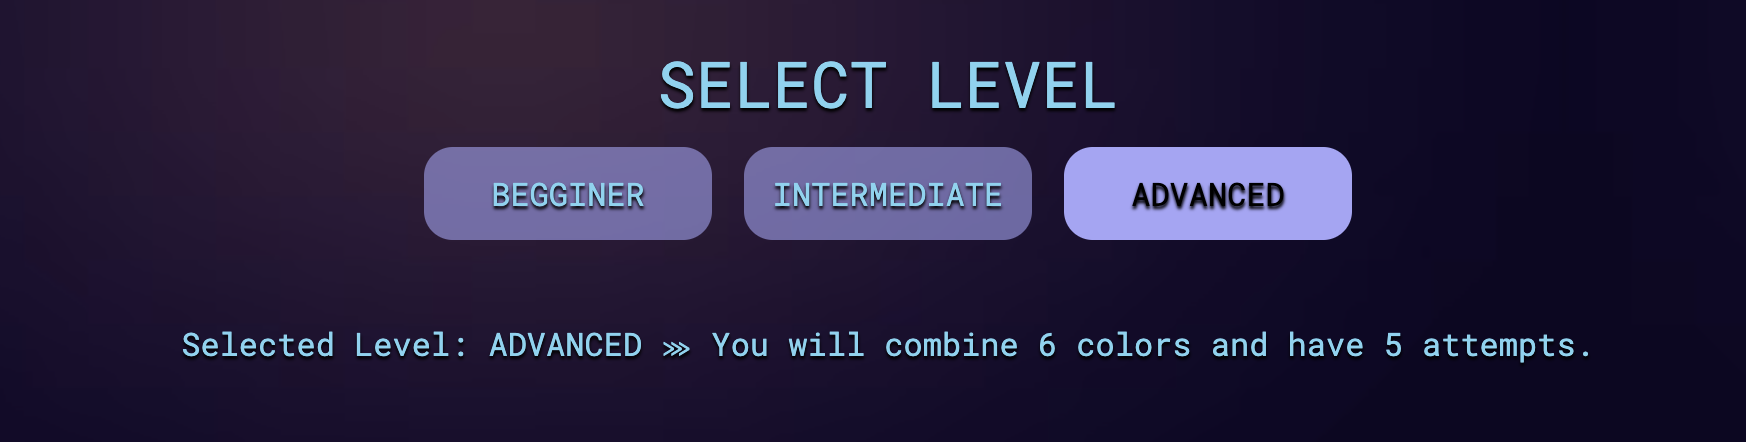 SELECT LEVEL
BEGGINER INTERMEDIATE ADVANCED
Selected Level: ADVANCED ⋙ You will combine 6 colors and have 5 attempts.